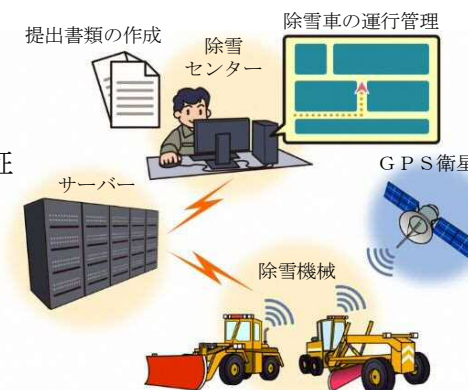 除雪車の運行管理
提出書類の作成
除雪
センター
証
サーバー
GPS衛星
除雪機械